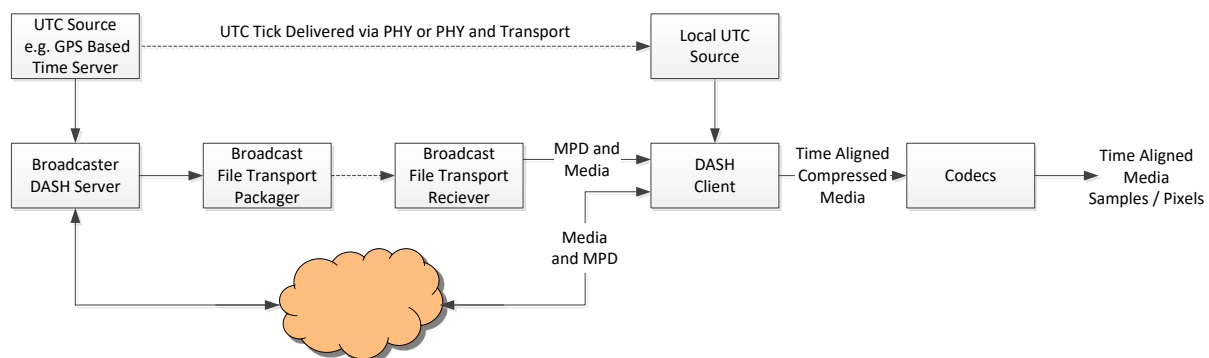 UTC Source
e.g. GPS Based
Time Server
UTC Tick Delivered via PHY or PHY and Transport
Local UTC
Source
Broadcaster
DASH Server
Broadcast
File Transport
Packager
Broadcast
File Transport
Reciever
MPD and
Media
DASH
Client
Time Aligned
Compressed
Media
Codecs
Time Aligned
Media
Samples / Pixels
Media
and MPD